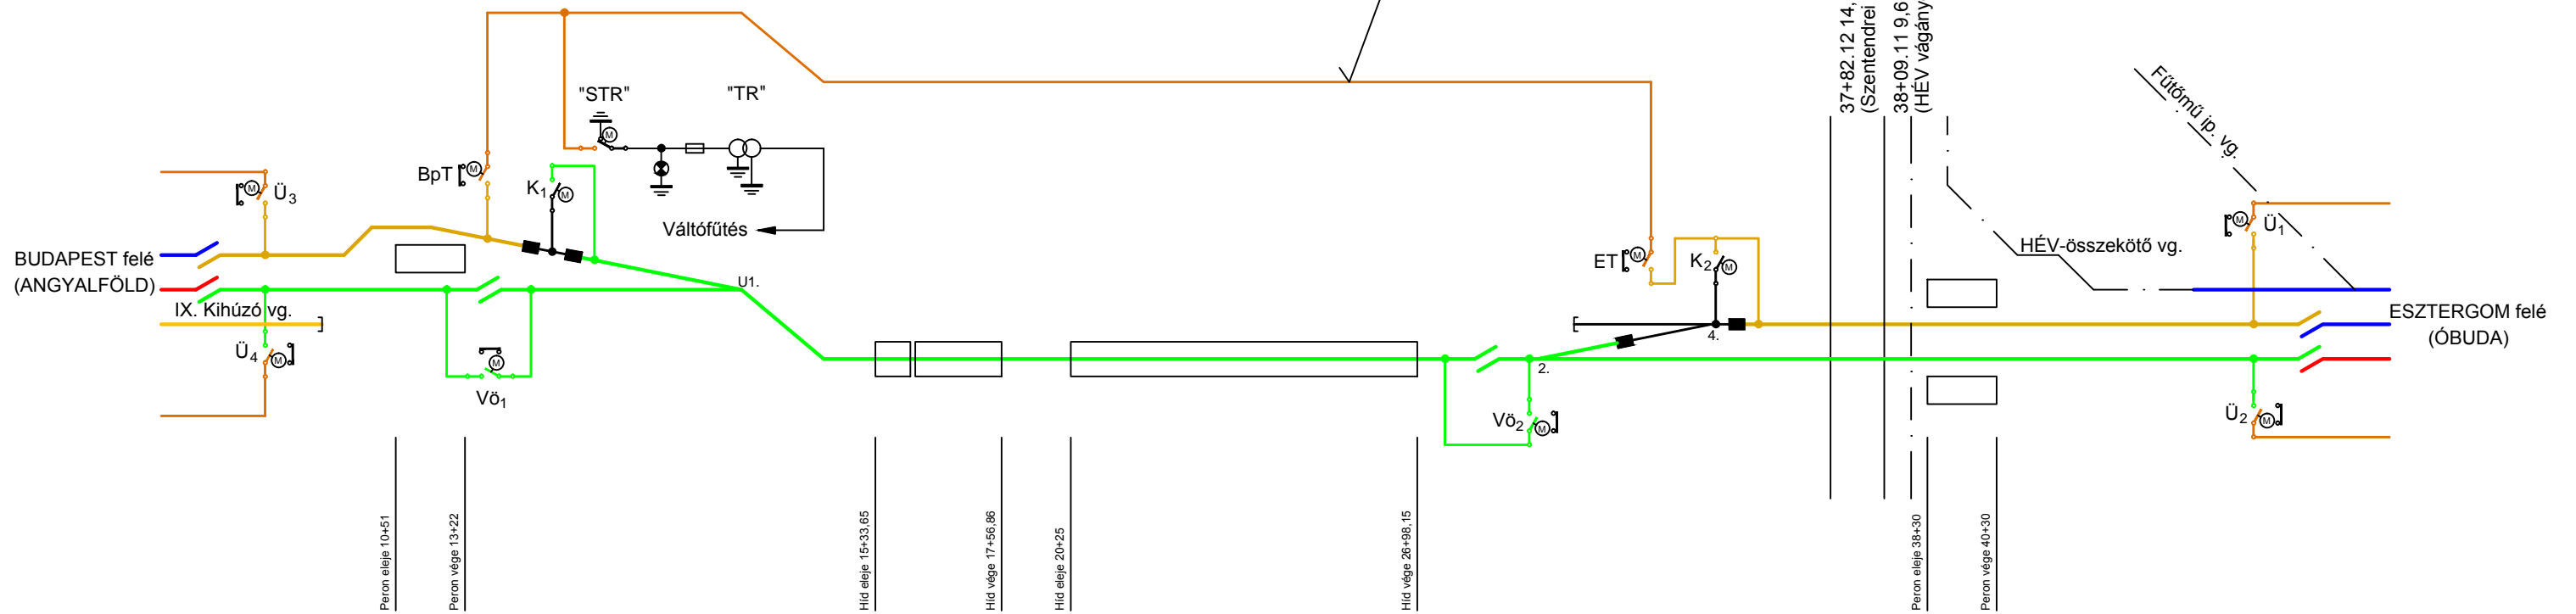 37+82.12 14,
(Szentendrei
38+09.11 9,6
(HÉV vágány
Fűtőmű ip. vg.
"STR"
"TR"
M
BpT
M
K1
M
Ü3
M
Váltófűtés
BUDAPEST felé
(ANGYALFÖLD)
IX. Kihúzó vg.
U1.
Ü4
M
M
Vö1
ET
M
K2
M
4.
2.
Vö2
M
HÉV-összekötő vg.
Ü1
M
ESZTERGOM felé
(ÓBUDA)
Ü2
M
Peron eleje 10+51
Peron vége 13+22
Híd eleje 15+33,65
Híd vége 17+56,86
Híd eleje 20+25
Híd vége 26+98,15
Peron eleje 38+30
Peron vége 40+30